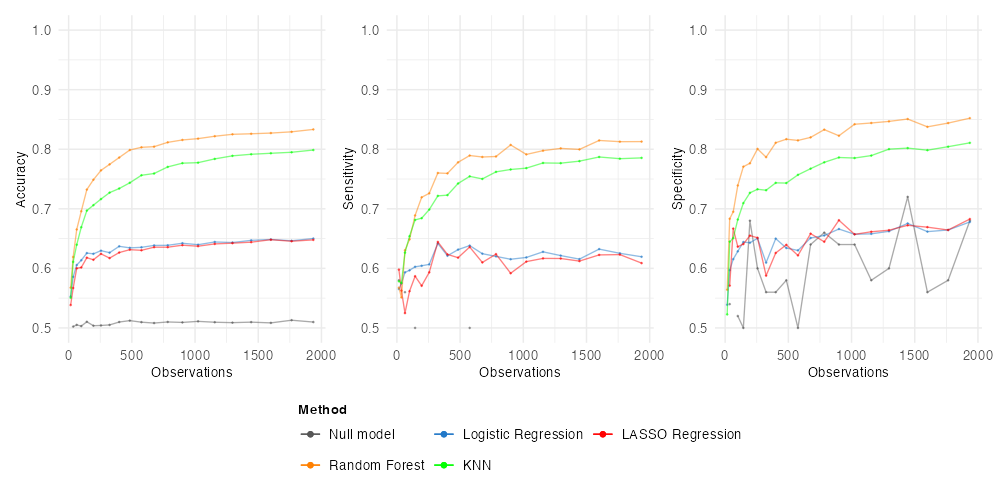 1.0
0.9
0.8
0.7
0.6
0.5
Accuracy
0 500 1000 1500 2000
Observations
1.0
0.9
0.8
0.7
0.6
0.5
Sensitivity
0 500 1000 1500 2000
Observations
1.0
0.9
0.8
0.7
0.6
0.5
Specificity
0 500 1000 1500 2000
Observations
Method
Null model Logistic Regression LASSO Regression
Random Forest KNN